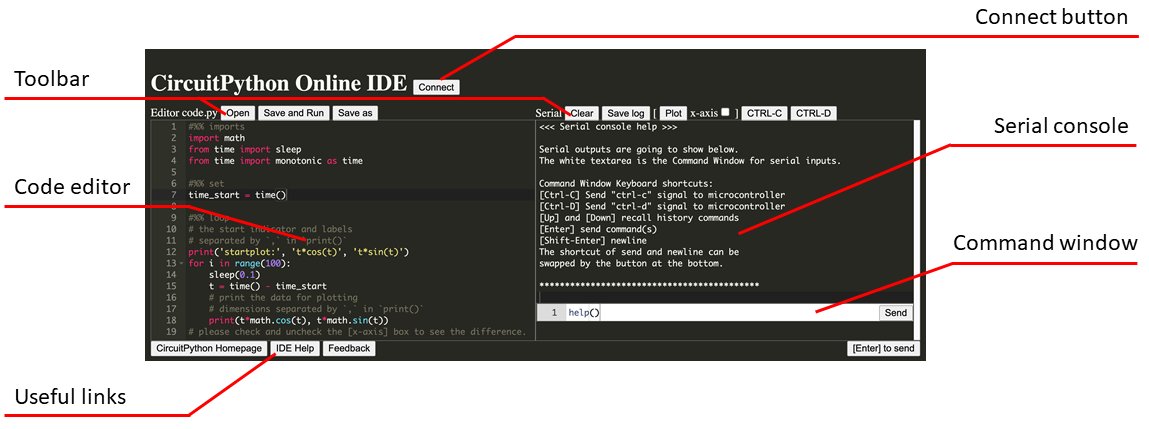 Connect button
Toolbar
Code editor
Useful links
Serial console
Command window
CircuitPython Online IDE Connect
Editor code.py Open Save and Run Save as
1 #%% imports
2 import math
3 from time import sleep
4 from time import monotonic as time
5
6 #%% set
7 time_start = time()
8
9 #%% loop
10 # the start indicator and labels
11 # separated by `,` in `print()`
12 print('startplot:', 't*cos(t)', 't*sin(t)')
13 for i in range(100):
14 sleep(0.1)
15 t = time() - time_start
16 # print the data for plotting
17 # dimensions separated by `,` in `print()`
18 print(t*math.cos(t), t*math.sin(t))
19 # please check and uncheck the [x-axis] box to see the difference.
Serial Clear Save log [ Plot x-axis ] CTRL-C CTRL-D
<<< Serial console help >>>
Serial outputs are going to show below.
The white textarea is the Command Window for serial inputs.
Command Window Keyboard shortcuts:
[Ctrl-C] Send "ctrl-c" signal to microcontroller
[Ctrl-D] Send "ctrl-d" signal to microcontroller
[Up] and [Down] recall history commands
[Enter] send command(s)
[Shift-Enter] newline
The shortcut of send and newline can be
swapped by the button at the bottom.
*******************************************
1 help() Send
CircuitPython Homepage IDE Help Feedback [Enter] to send